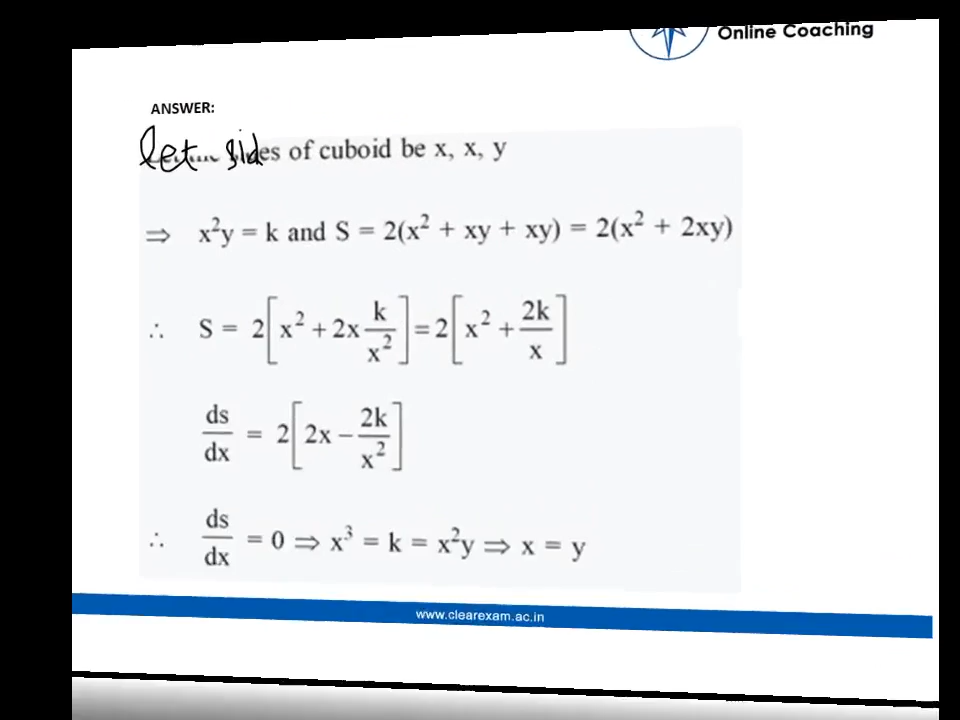 Online Coaching
ANSWER:
let sides of cuboid be x, x, y
⇒ x²y = k and S = 2(x² + xy + xy) = 2(x² + 2xy)
∴ S = 2[x² + 2x k/x²] = 2[x² + 2k/x]
ds/dx = 2[2x − 2k/x²]
∴ ds/dx = 0 ⇒ x³ = k = x²y ⇒ x = y
www.clearexam.ac.in